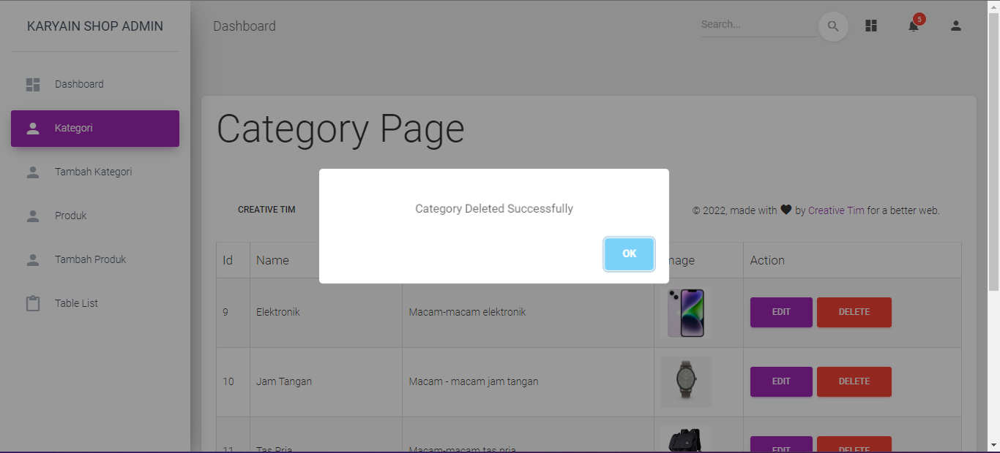 KARYAIN SHOP ADMIN
Dashboard
Search...
5
Dashboard
Kategori
Tambah Kategori
Produk
Tambah Produk
Table List
Category Page
Category Deleted Successfully
OK
CREATIVE TIM
© 2022, made with by Creative Tim for a better web.
Id Name mage Action
9 Elektronik Macam-macam elektronik EDIT DELETE
10 Jam Tangan Macam - macam jam tangan EDIT DELETE
11 Tas Pria Macam-macam tas pria EDIT DELETE